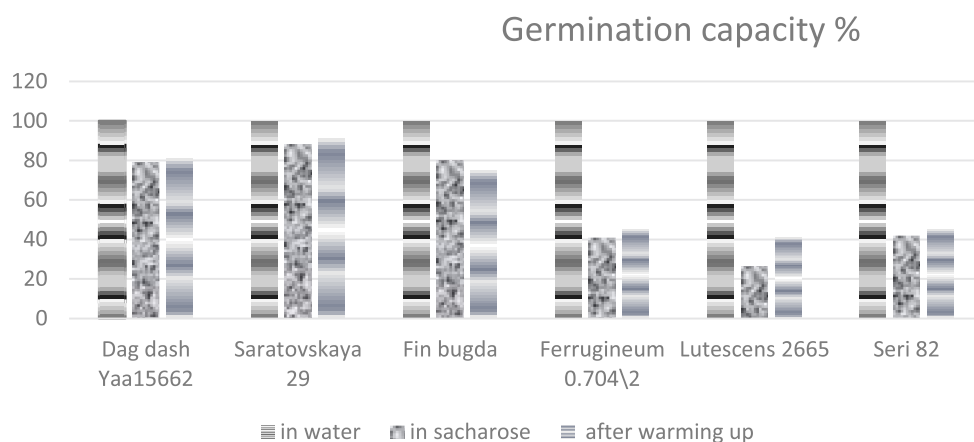 Germination capacity %
120
100
80
60
40
20
0
Dag dash Saratovskaya Fin bugda Ferrugineum Lutescens 2665 Seri 82
Yaa15662 29 0.704\2
in water in sacharose after warming up